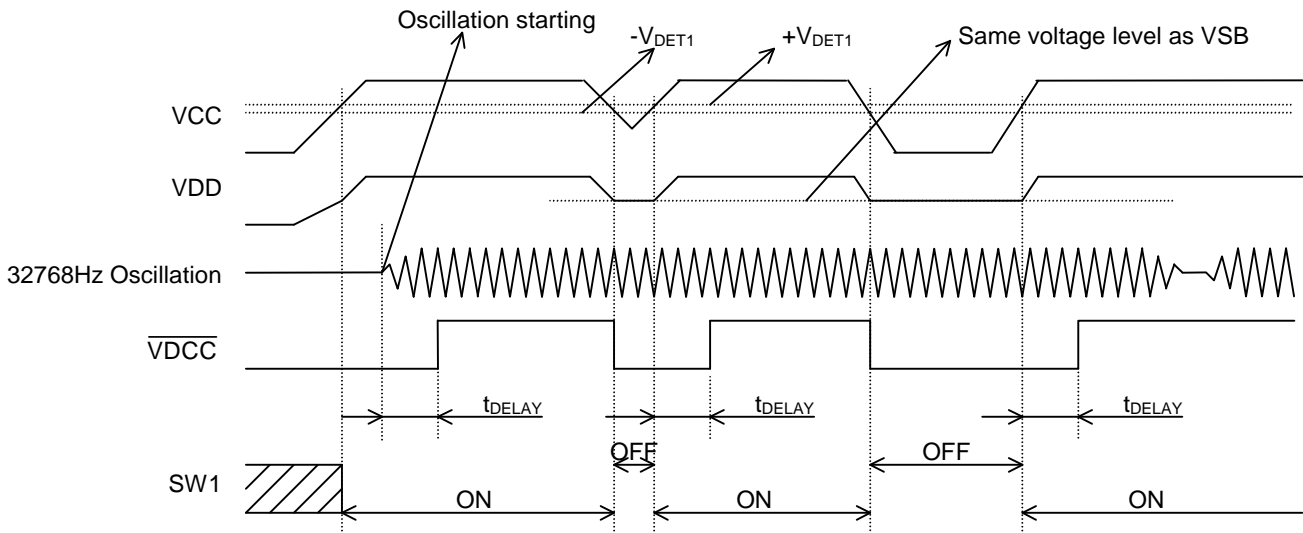 Oscillation starting
-VDET1
+VDET1
Same voltage level as VSB
VCC
VDD
32768Hz Oscillation
VDCC
tDELAY
tDELAY
tDELAY
OFF
OFF
SW1
ON
ON
ON